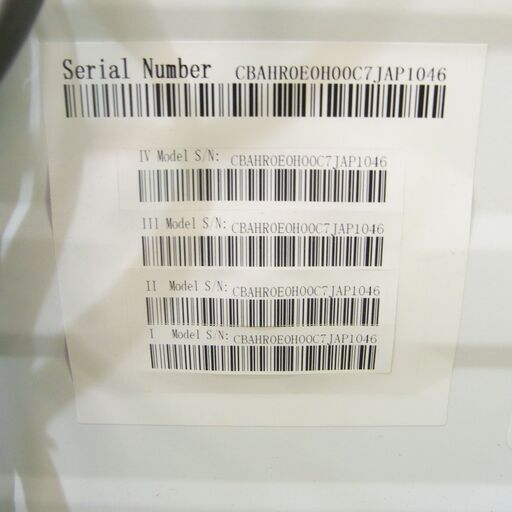 Serial Number CBAHR0E0H00C7JAP1046
IV Model S/N: CBAHR0E0H00C7JAP1046
III Model S/N: CBAHR0E0H00C7JAP1046
II Model S/N: CBAHR0E0H00C7JAP1046
I Model S/N: CBAHR0E0H00C7JAP1046